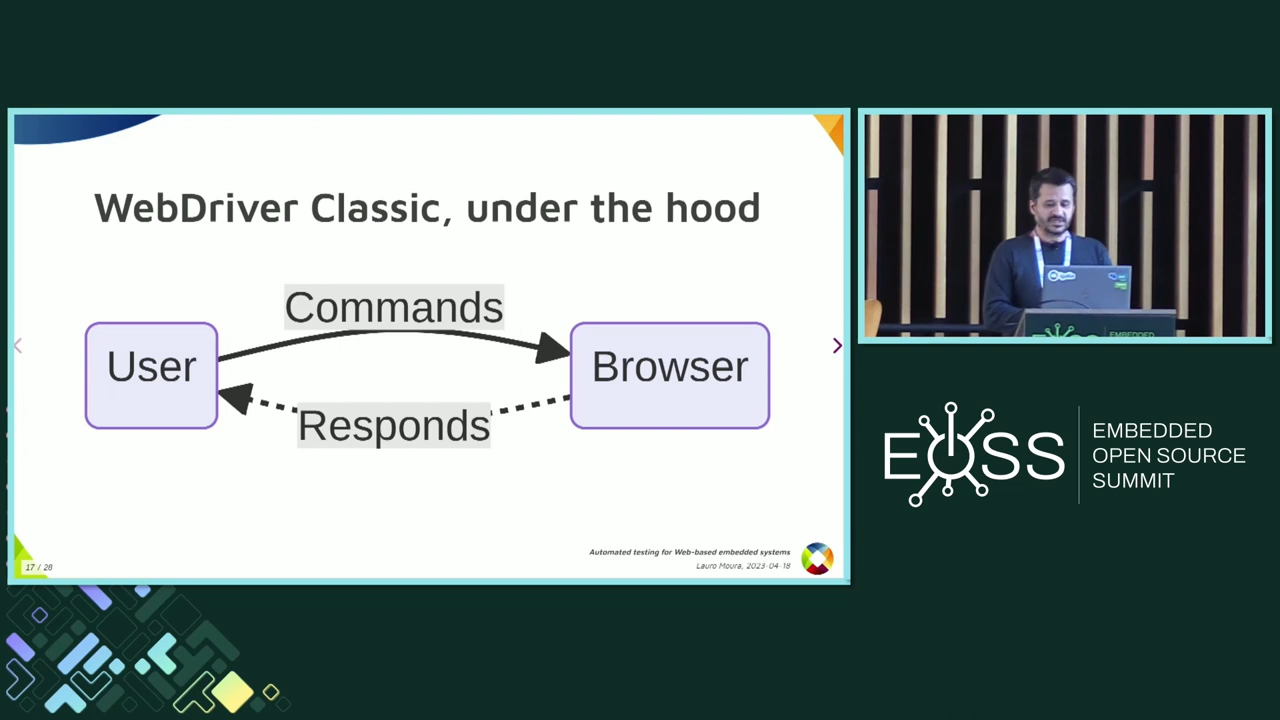 WebDriver Classic, under the hood
Commands
User
Browser
Responds
Automated testing for Web-based embedded systems
Lauro Moura, 2023-04-18
17 / 28
EOSS
EMBEDDED
OPEN SOURCE
SUMMIT
EMBEDDED